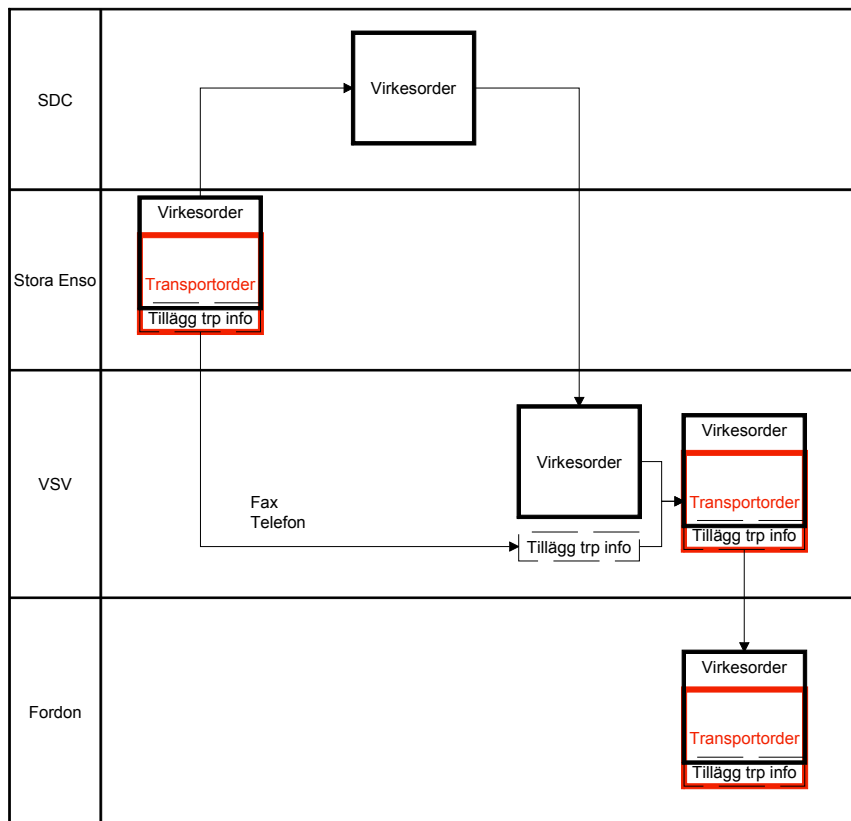 SDC
Virkesorder
Stora Enso
Virkesorder
Transportorder
Tillägg trp info
VSV
Fax
Telefon
Virkesorder
Tillägg trp info
Virkesorder
Transportorder
Tillägg trp info
Fordon
Virkesorder
Transportorder
Tillägg trp info